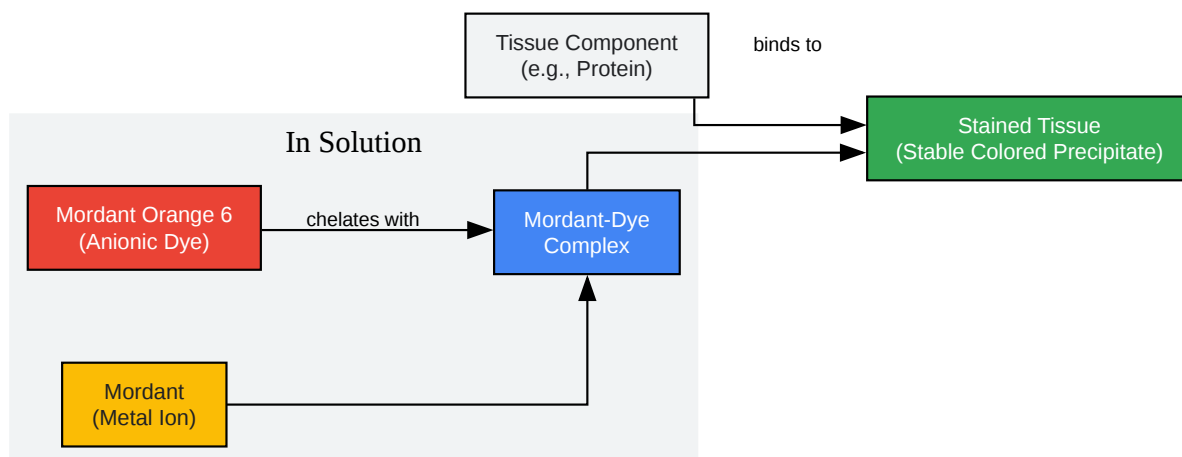 Tissue Component
(e.g., Protein)
binds to
Stained Tissue
(Stable Colored Precipitate)
In Solution
Mordant Orange 6
(Anionic Dye)
chelates with
Mordant-Dye
Complex
Mordant
(Metal Ion)